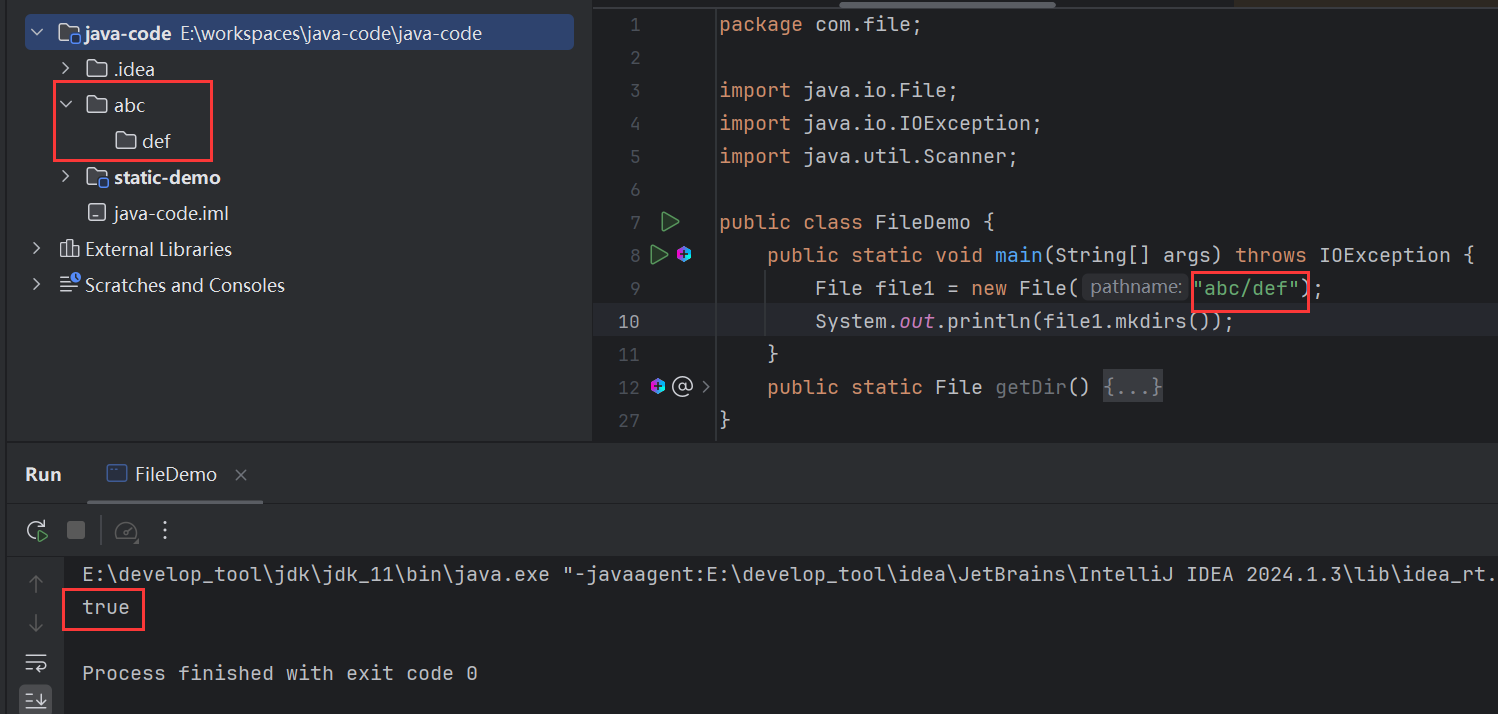 java-code E:\workspaces\java-code\java-code
.idea
abc
def
static-demo
java-code.iml
External Libraries
Scratches and Consoles
1 package com.file;
2
3 import java.io.File;
4 import java.io.IOException;
5 import java.util.Scanner;
6
7 public class FileDemo {
8 public static void main(String[] args) throws IOException {
9 File file1 = new File( pathname: "abc/def");
10 System.out.println(file1.mkdirs());
11 }
12 public static File getDir() {...}
27 }
Run FileDemo
E:\develop_tool\jdk\jdk_11\bin\java.exe "-javaagent:E:\develop_tool\idea\JetBrains\IntelliJ IDEA 2024.1.3\lib\idea_rt.
true
Process finished with exit code 0